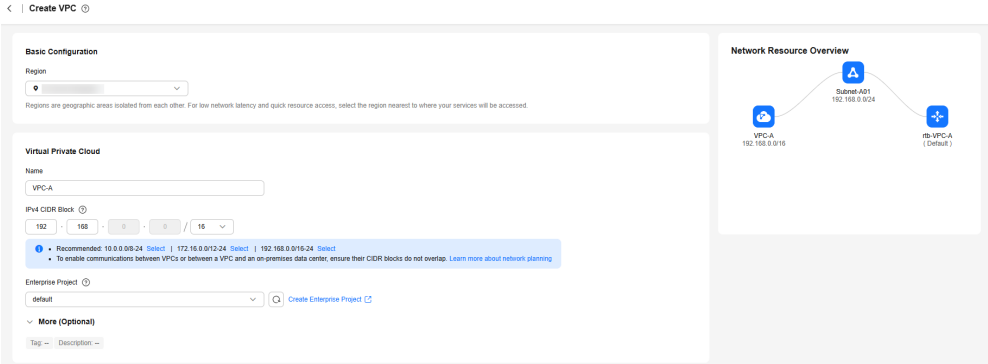 Create VPC
Basic Configuration
Region
Regions are geographic areas isolated from each other. For low network latency and quick resource access, select the region nearest to where your services will be accessed.
Virtual Private Cloud
Name
VPC-A
IPv4 CIDR Block
192 . 168 . 0 . 0 / 16
Recommended: 10.0.0.0/8-24 Select | 172.16.0.0/12-24 Select | 192.168.0.0/16-24 Select
To enable communications between VPCs or between a VPC and an on-premises data center, ensure their CIDR blocks do not overlap. Learn more about network planning
Enterprise Project
default
Create Enterprise Project
More (Optional)
Tag: -- Description: --
Network Resource Overview
Subnet-A01
192.168.0.0/24
VPC-A
192.168.0.0/16
rtb-VPC-A
( Default )